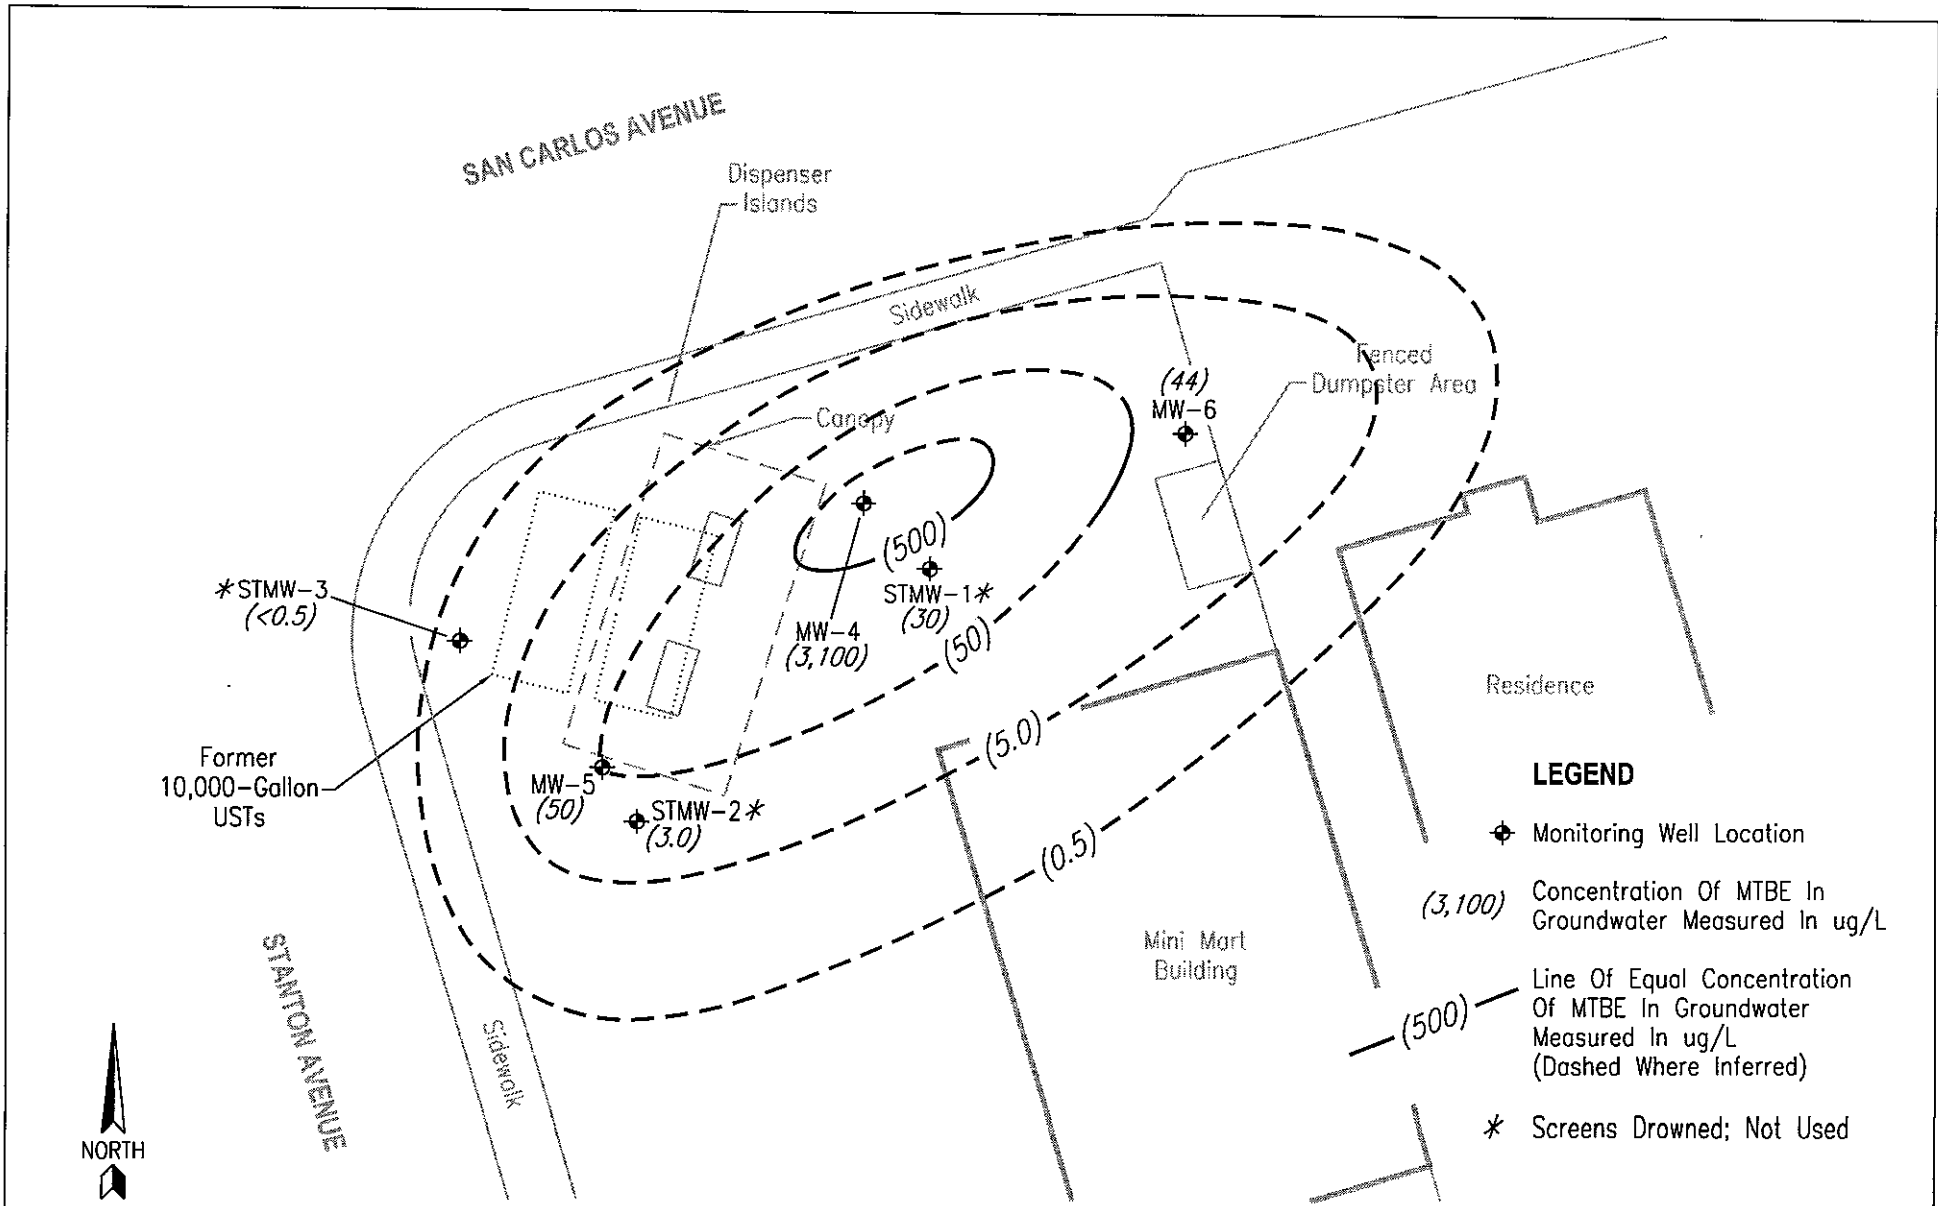 SAN CARLOS AVENUE
Dispenser
Islands
Sidewalk
Fenced
Dumpster Area
(44)
MW-6
Canopy
(500)
*STMW-3
(<0.5)
STMW-1*
(30)
MW-4
(3,100)
(50)
Residence
Former
10,000-Gallon
USTs
MW-5
(50)
STMW-2*
(3.0)
(5.0)
(0.5)
Mini Mart
Building
STANTON AVENUE
Sidewalk
NORTH
LEGEND
Monitoring Well Location
(3,100) Concentration Of MTBE In
Groundwater Measured In ug/L
(500) Line Of Equal Concentration
Of MTBE In Groundwater
Measured In ug/L
(Dashed Where Inferred)
* Screens Drowned; Not Used